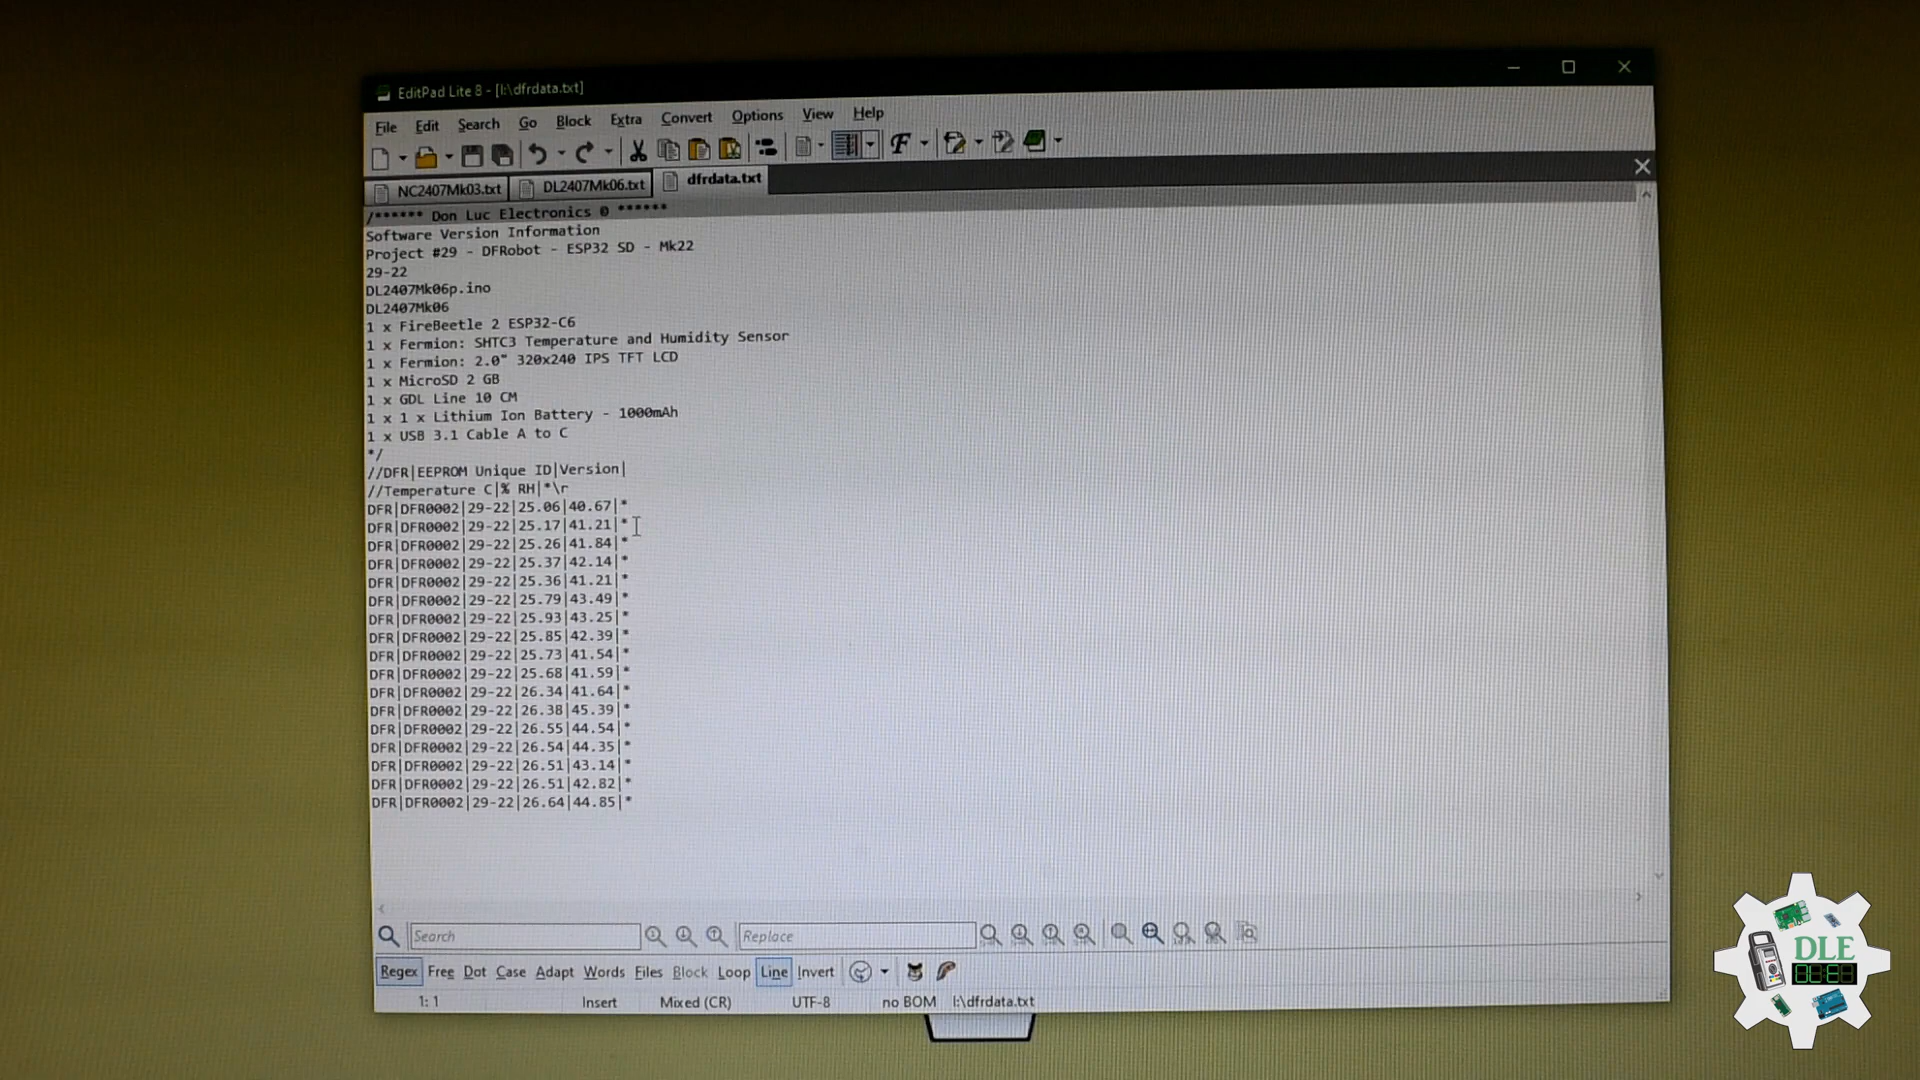 EditPad Lite 8 - [I:\dfrdata.txt]
File Edit Search Go Block Extra Convert Options View Help
NC2407Mk03.txt DL2407Mk06.txt dfrdata.txt
/****** Don Luc Electronics © ******
Software Version Information
Project #29 - DFRobot - ESP32 SD - Mk22
29-22
DL2407Mk06p.ino
DL2407Mk06
1 x FireBeetle 2 ESP32-C6
1 x Fermion: SHTC3 Temperature and Humidity Sensor
1 x Fermion: 2.0" 320x240 IPS TFT LCD
1 x MicroSD 2 GB
1 x GDL Line 10 CM
1 x 1 x Lithium Ion Battery - 1000mAh
1 x USB 3.1 Cable A to C
*/
//DFR|EEPROM Unique ID|Version|
//Temperature C|% RH|*\r
DFR|DFR0002|29-22|25.06|40.67|*
DFR|DFR0002|29-22|25.17|41.21|*
DFR|DFR0002|29-22|25.26|41.84|*
DFR|DFR0002|29-22|25.37|42.14|*
DFR|DFR0002|29-22|25.36|41.21|*
DFR|DFR0002|29-22|25.79|43.49|*
DFR|DFR0002|29-22|25.93|43.25|*
DFR|DFR0002|29-22|25.85|42.39|*
DFR|DFR0002|29-22|25.73|41.54|*
DFR|DFR0002|29-22|25.68|41.59|*
DFR|DFR0002|29-22|26.34|41.64|*
DFR|DFR0002|29-22|26.38|45.39|*
DFR|DFR0002|29-22|26.55|44.54|*
DFR|DFR0002|29-22|26.54|44.35|*
DFR|DFR0002|29-22|26.51|43.14|*
DFR|DFR0002|29-22|26.51|42.82|*
DFR|DFR0002|29-22|26.64|44.85|*
Search Replace
Regex Free Dot Case Adapt Words Files Block Loop Line Invert
1: 1 Insert Mixed (CR) UTF-8 no BOM I:\dfrdata.txt
DLE